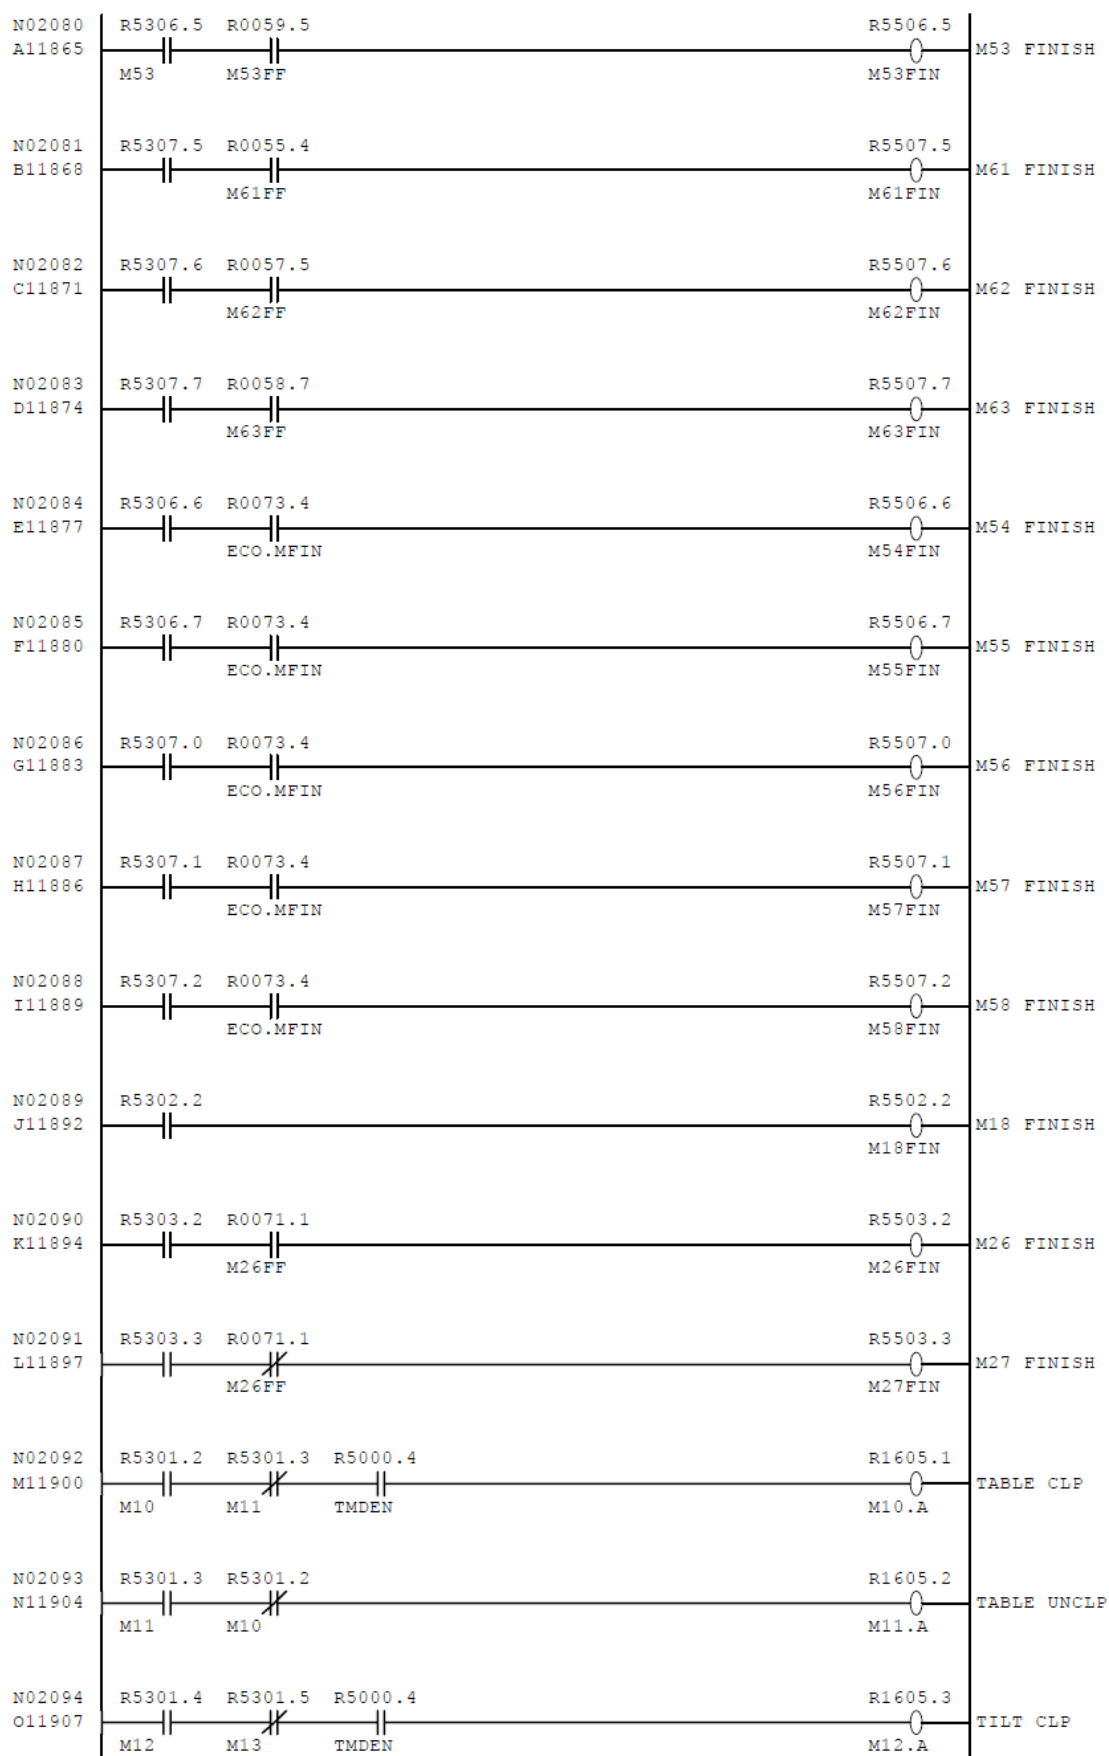 N02080 R5306.5 R0059.5 R5506.5
A11865 M53 FINISH
M53 M53FF M53FIN
N02081 R5307.5 R0055.4 R5507.5
B11868 M61 FINISH
M61FF M61FIN
N02082 R5307.6 R0057.5 R5507.6
C11871 M62 FINISH
M62FF M62FIN
N02083 R5307.7 R0058.7 R5507.7
D11874 M63 FINISH
M63FF M63FIN
N02084 R5306.6 R0073.4 R5506.6
E11877 M54 FINISH
ECO.MFIN M54FIN
N02085 R5306.7 R0073.4 R5506.7
F11880 M55 FINISH
ECO.MFIN M55FIN
N02086 R5307.0 R0073.4 R5507.0
G11883 M56 FINISH
ECO.MFIN M56FIN
N02087 R5307.1 R0073.4 R5507.1
H11886 M57 FINISH
ECO.MFIN M57FIN
N02088 R5307.2 R0073.4 R5507.2
I11889 M58 FINISH
ECO.MFIN M58FIN
N02089 R5302.2 R5502.2
J11892 M18 FINISH
M18FIN
N02090 R5303.2 R0071.1 R5503.2
K11894 M26 FINISH
M26FF M26FIN
N02091 R5303.3 R0071.1 R5503.3
L11897 M27 FINISH
M26FF M27FIN
N02092 R5301.2 R5301.3 R5000.4 R1605.1
M11900 TABLE CLP
M10 M11 TMDEN M10.A
N02093 R5301.3 R5301.2 R1605.2
N11904 TABLE UNCLP
M11 M10 M11.A
N02094 R5301.4 R5301.5 R5000.4 R1605.3
O11907 TILT CLP
M12 M13 TMDEN M12.A